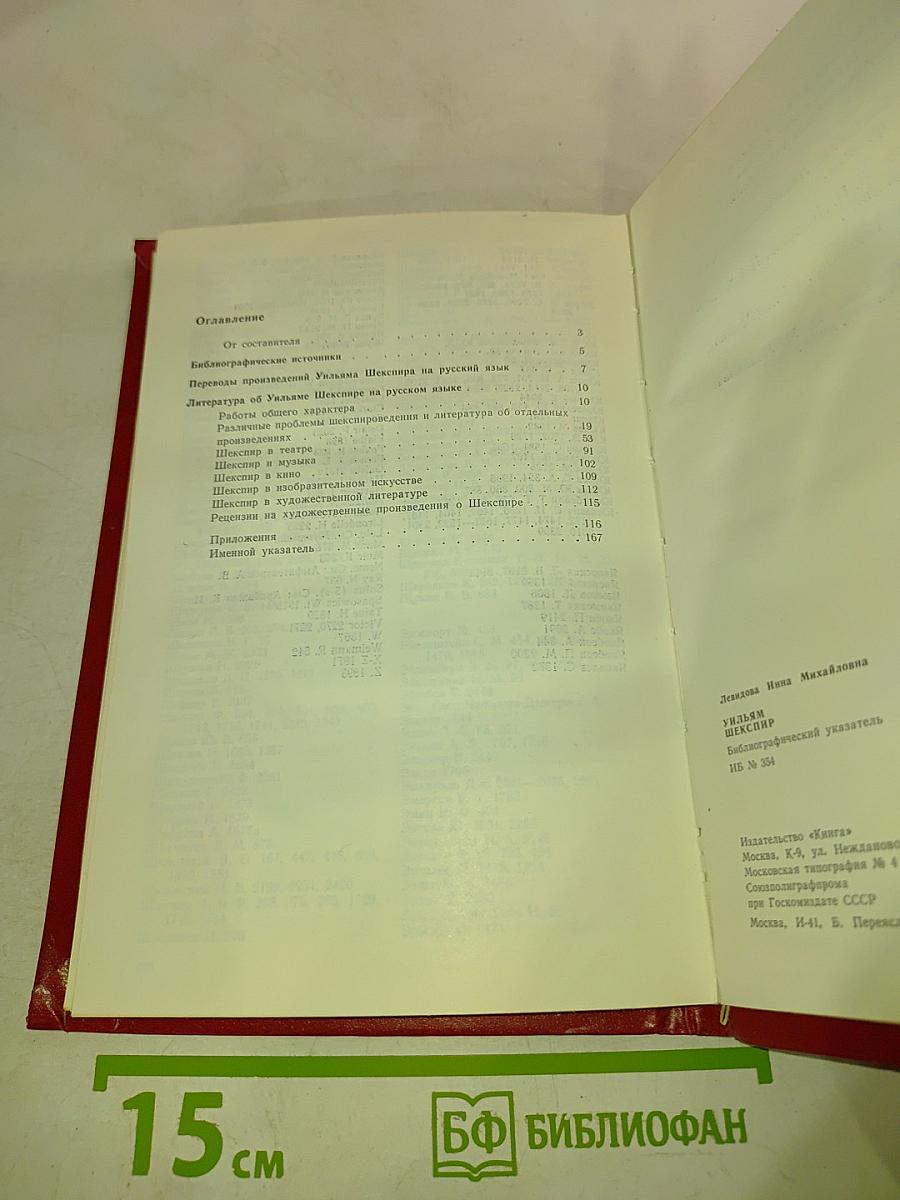 Оглавление
От составителя . . . . . . . . . . . . . . . . . 3
Библиографические источники . . . . . . . . . . . . . . 5
Переводы произведений Уильяма Шекспира на русский язык . . . . 7
Литература об Уильяме Шекспире на русском языке . . . . . . . 10
Работы общего характера . . . . . . . . . . . . . . 10
Различные проблемы шекспироведения и литература об отдельных
произведениях . . . . . . . . . . . . . . . . . 19
Шекспир в театре . . . . . . . . . . . . . . . . . 53
Шекспир и музыка . . . . . . . . . . . . . . . . . 91
Шекспир в кино . . . . . . . . . . . . . . . . . 102
Шекспир в изобразительном искусстве . . . . . . . . . . 109
Шекспир в художественной литературе . . . . . . . . . . 112
Рецензии на художественные произведения о Шекспире . . . . . 115
Приложения . . . . . . . . . . . . . . . . . 116
Именной указатель . . . . . . . . . . . . . . . . . 167
Левидова Нина Михайловна
УИЛЬЯМ
ШЕКСПИР
Библиографический указатель
ИБ № 354
Издательство «Книга»
Москва, К-9, ул. Неждановой
Московская типография № 4
Союзполиграфпрома
при Госкомиздате СССР
Москва, И-41, Б. Переясл
15 см
БФ БИБЛИОФАН